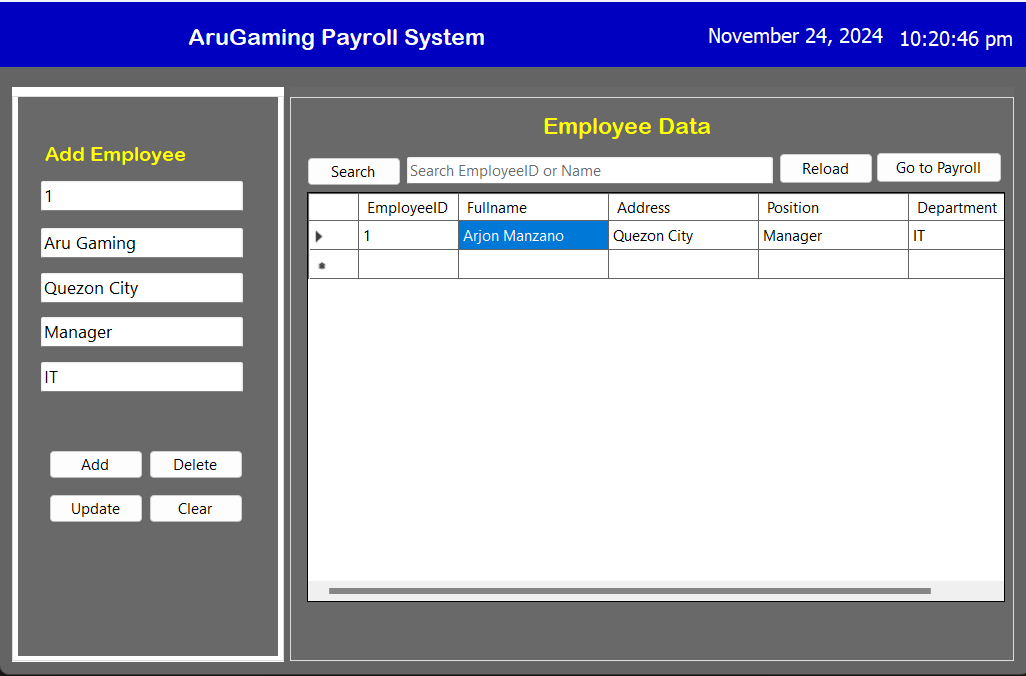 AruGaming Payroll System November 24, 2024 10:20:46 pm
Add Employee
1
Aru Gaming
Quezon City
Manager
IT
Add Delete
Update Clear
Employee Data
Search Search EmployeeID or Name Reload Go to Payroll
EmployeeID Fullname Address Position Department
1 Arjon Manzano Quezon City Manager IT